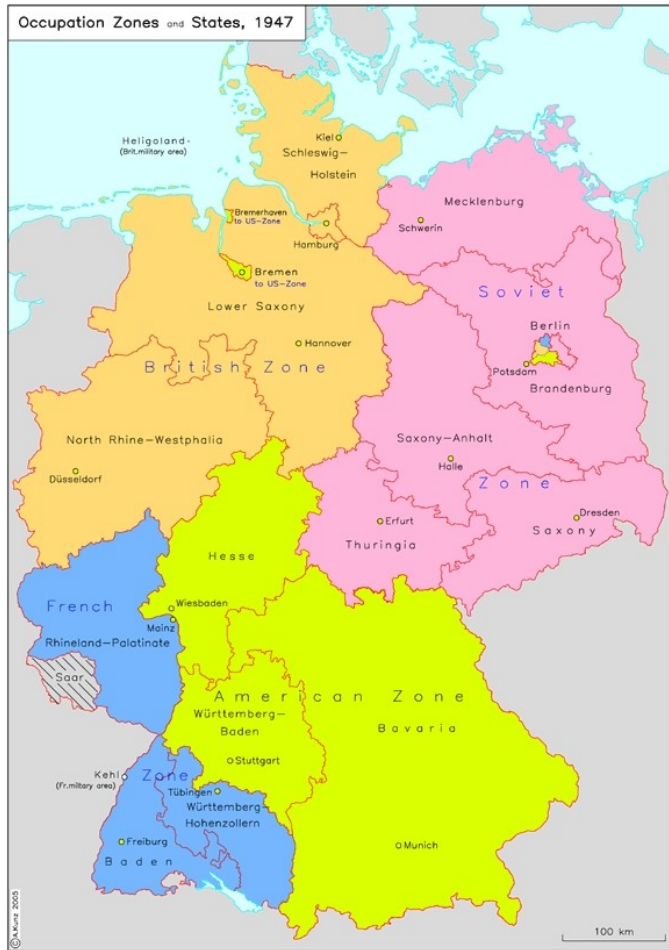 Occupation Zones and States, 1947
Heligoland-
(Brit.military area)
Kiel
Schleswig-
Holstein
Mecklenburg
Schwerin
Bremerhaven
to US-Zone
Hamburg
Bremen
to US-Zone
Lower Saxony
Soviet
Berlin
Hannover
British Zone
Potsdam
Brandenburg
North Rhine-Westphalia
Saxony-Anhalt
Düsseldorf
Halle
Zone
Dresden
Erfurt
Saxony
Thuringia
Hesse
French
Wiesbaden
Mainz
Rhineland-Palatinate
Saar
American Zone
Württemberg-
Baden
Bavaria
Stuttgart
Kehl
(Fr.military area)
Zone
Tübingen
Württemberg-
Hohenzollern
Freiburg
Baden
Munich
100 km
©A.Kunz 2005